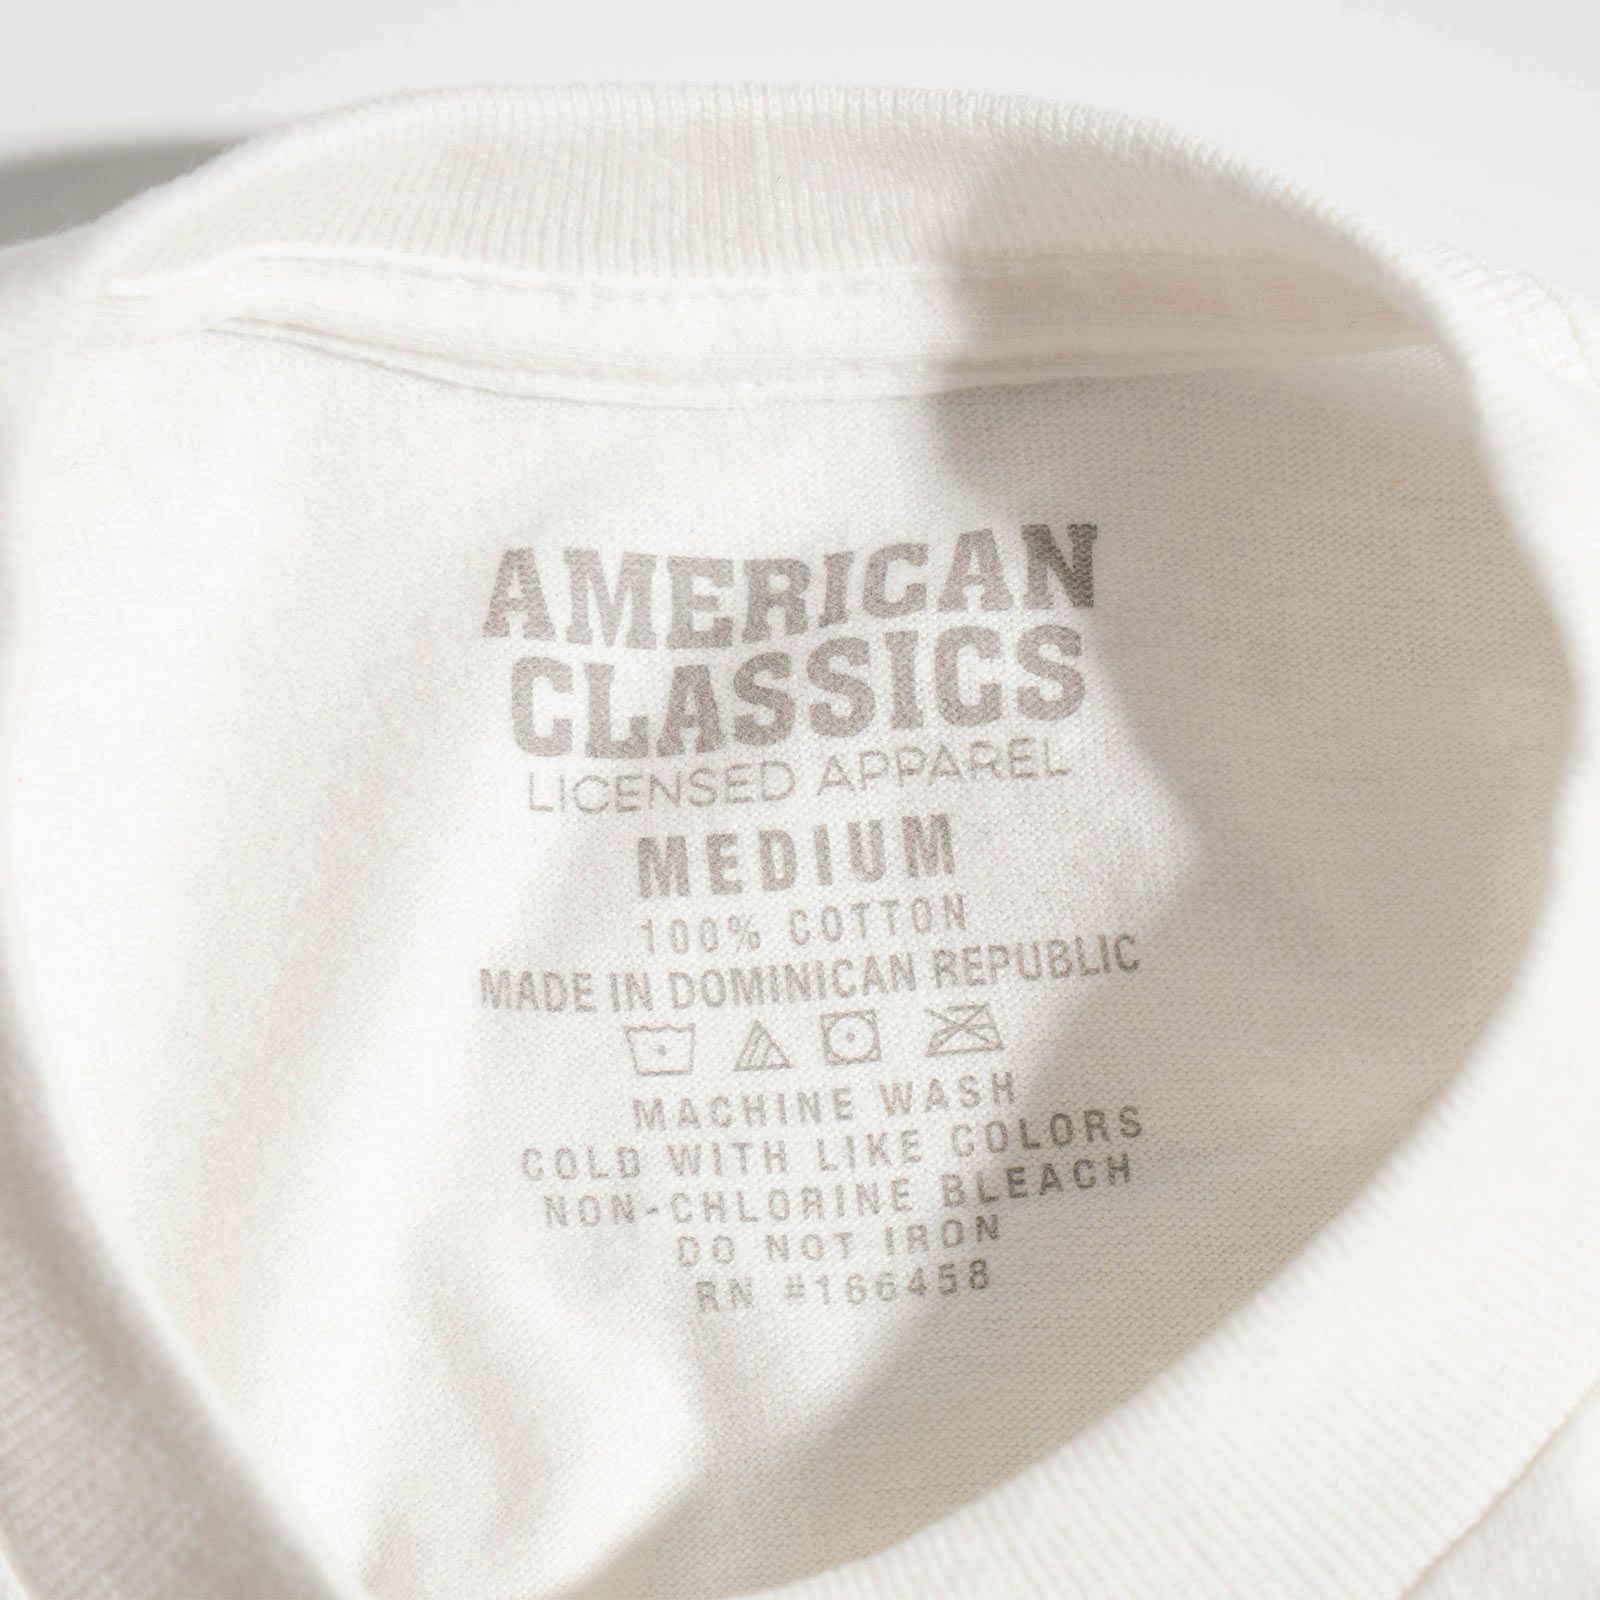 AMERICAN
CLASSICS
LICENSED APPAREL
MEDIUM
100% COTTON
MADE IN DOMINICAN REPUBLIC
MACHINE WASH
COLD WITH LIKE COLORS
NON-CHLORINE BLEACH
DO NOT IRON
RN #166458